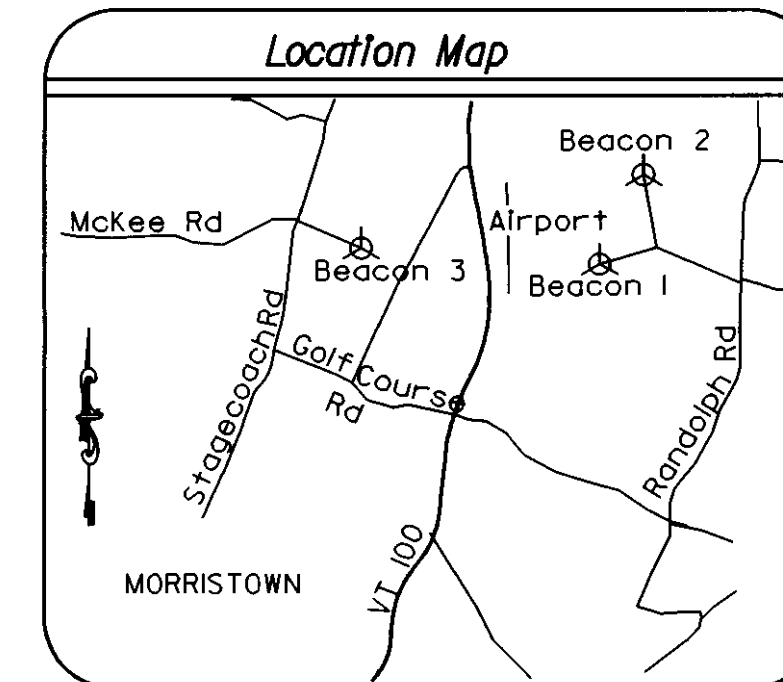 Location Map
Beacon 2
McKee Rd
Airport
Beacon 3
Beacon 1
Stagecoach Rd
Golf Course
Rd
Randolph Rd
VT 100
MORRISTOWN